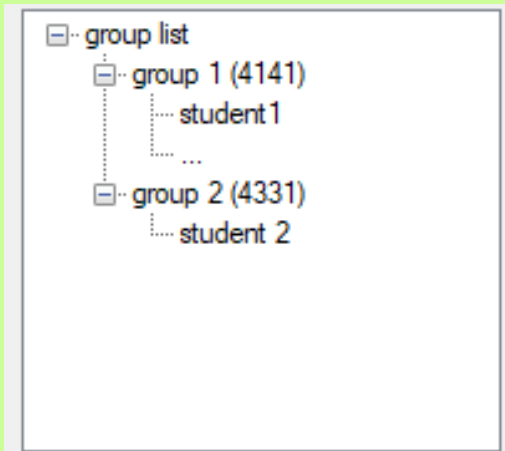 group list
group 1 (4141)
student1
...
group 2 (4331)
student 2